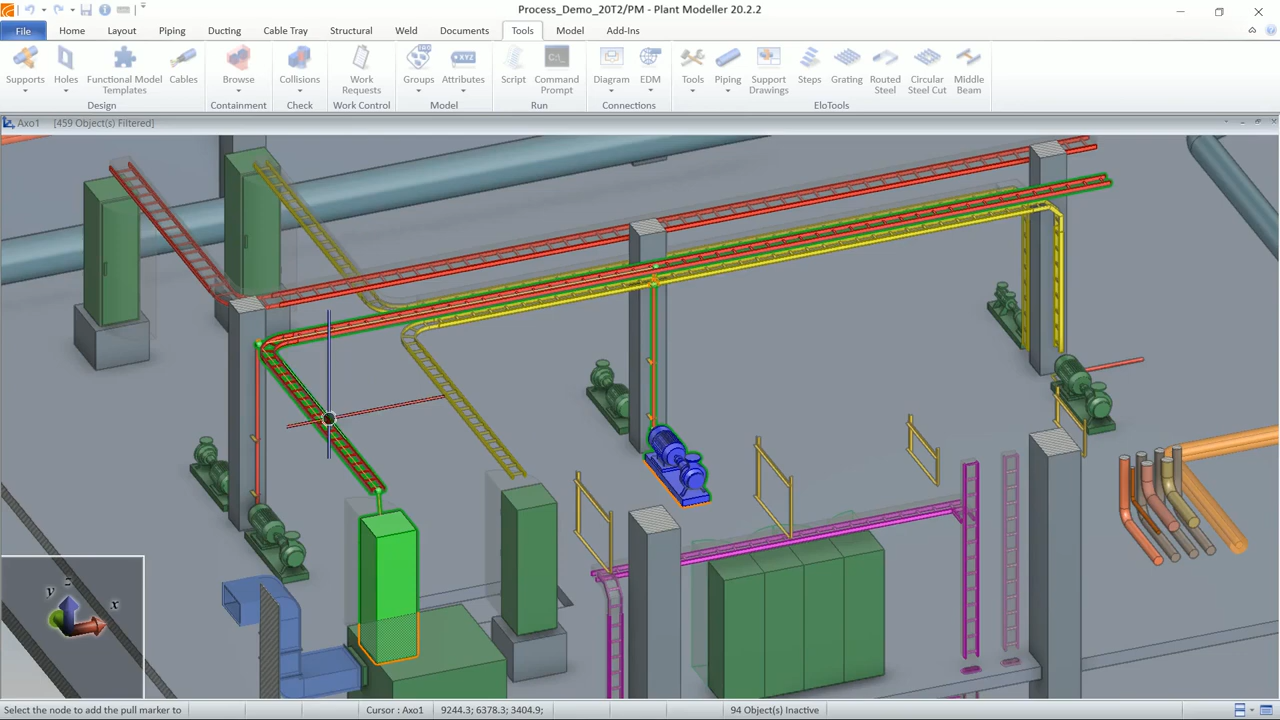 Process_Demo_20T2/PM - Plant Modeller 20.2.2
File Home Layout Piping Ducting Cable Tray Structural Weld Documents Tools Model Add-Ins
Supports Holes Functional Model Templates Cables Browse Collisions Work Requests Groups Attributes Script Command Prompt Diagram EDM Tools Piping Support Drawings Steps Grating Routed Steel Circular Steel Cut Middle Beam
Design Containment Check Work Control Model Run Connections EloTools
Axo1 [459 Object(s) Filtered]
y x
Select the node to add the pull marker to Cursor : Axo1 9244.3; 6378.3; 3404.9; 94 Object(s) Inactive